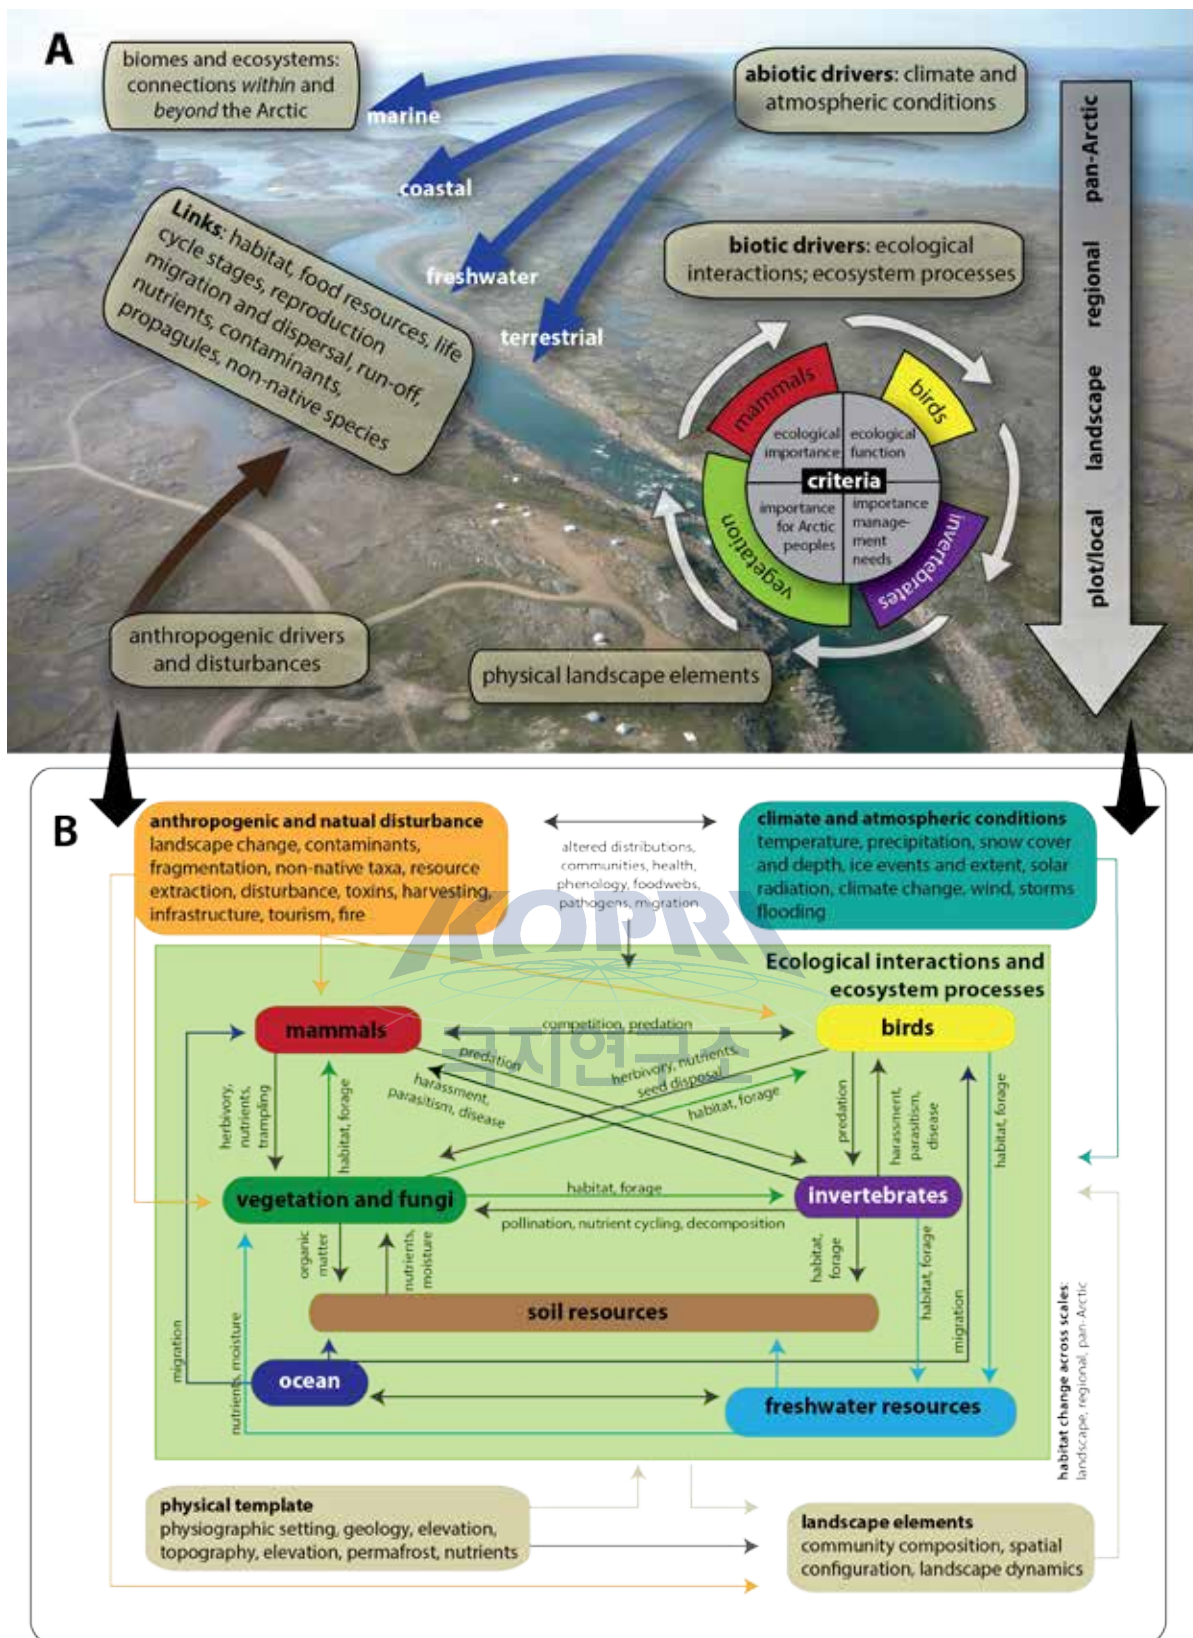 A
biomes and ecosystems:
connections within and
beyond the Arctic
abiotic drivers: climate and
atmospheric conditions
marine
coastal
freshwater
terrestrial
Links: habitat, food resources, life
cycle stages, reproduction
migration and dispersal, run-off,
nutrients, contaminants,
propagules, non-native species
biotic drivers: ecological
interactions; ecosystem processes
pan-Arctic
regional
landscape
plot/local
mammals
birds
invertebrates
vegetation
ecological
importance
ecological
function
criteria
importance
for Arctic
peoples
importance
manage-
ment
needs
anthropogenic drivers
and disturbances
physical landscape elements
B
anthropogenic and natual disturbance
landscape change, contaminants,
fragmentation, non-native taxa, resource
extraction, disturbance, toxins, harvesting,
infrastructure, tourism, fire
altered distributions,
communities, health,
phenology, foodwebs,
pathogens, migration
climate and atmospheric conditions
temperature, precipitation, snow cover
and depth, ice events and extent, solar
radiation, climate change, wind, storms
flooding
KOPRI
극지연구소
Ecological interactions and
ecosystem processes
mammals
birds
competition, predation
predation
harassment,
parasitism, disease
herbivory, nutrients,
seed disposal
habitat, forage
herbivory,
nutrients,
trampling
habitat, forage
predation
harassment,
parasitism,
disease
habitat, forage
vegetation and fungi
habitat, forage
invertebrates
pollination, nutrient cycling, decomposition
organic
matter
nutrients,
moisture
habitat,
forage
habitat, forage
migration
soil resources
migration
nutrients, moisture
ocean
freshwater resources
habitat change across scales:
landscape, regional, pan-Arctic
physical template
physiographic setting, geology, elevation,
topography, elevation, permafrost, nutrients
landscape elements
community composition, spatial
configuration, landscape dynamics